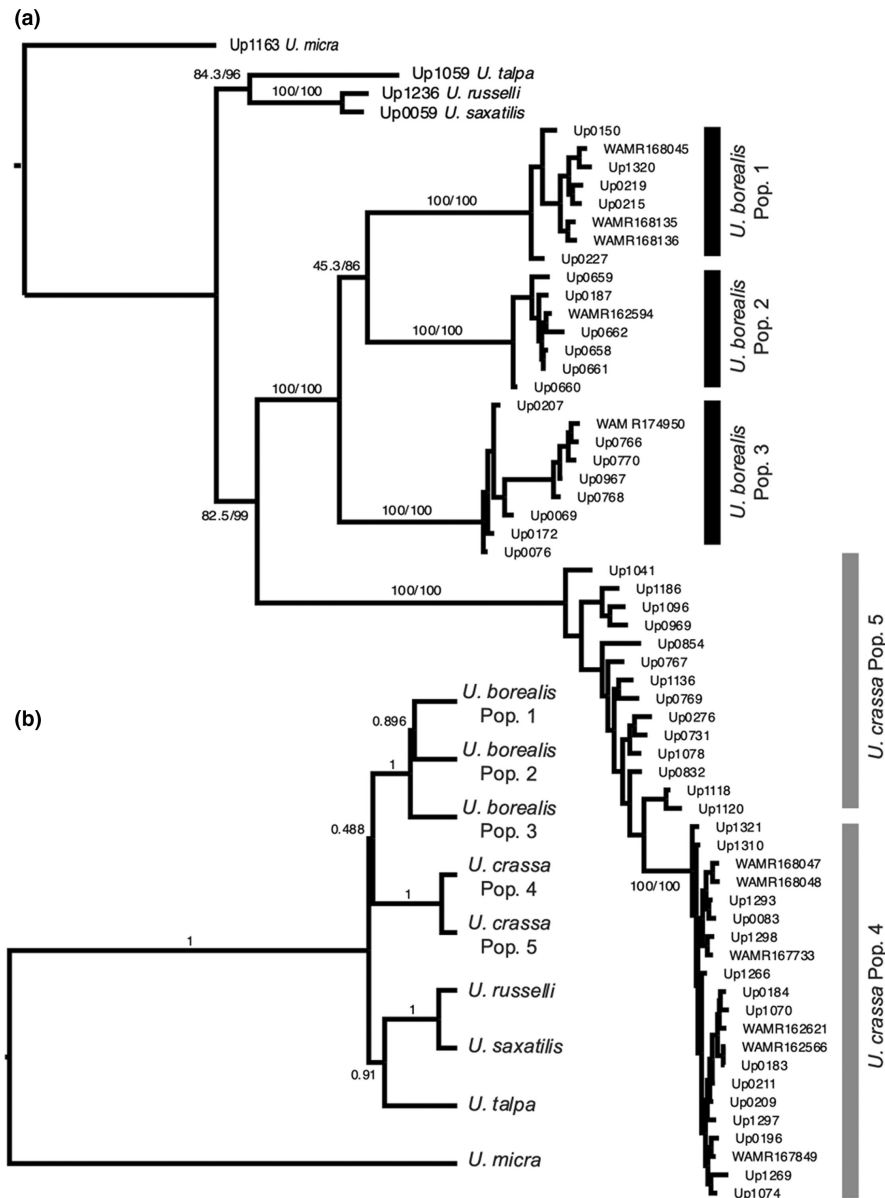 (a)
Up1163 U. micra
84.3/96
Up1059 U. talpa
100/100
Up1236 U. russelli
Up0059 U. saxatilis
Up0150
WAMR168045
Up1320
Up0219
Up0215
WAMR168135
WAMR168136
Up0227
100/100
U. borealis
Pop. 1
45.3/86
Up0659
Up0187
WAMR162594
Up0662
Up0658
Up0661
Up0660
100/100
U. borealis
Pop. 2
100/100
Up0207
WAM R174950
Up0766
Up0770
Up0967
Up0768
Up0069
Up0172
Up0076
100/100
U. borealis
Pop. 3
82.5/99
100/100
Up1041
Up1186
Up1096
Up0969
Up0854
Up0767
Up1136
Up0769
Up0276
Up0731
Up1078
Up0832
Up1118
Up1120
U. crassa Pop. 5
Up1321
Up1310
100/100
WAMR168047
WAMR168048
Up1293
Up0083
Up1298
WAMR167733
Up1266
Up0184
Up1070
WAMR162621
WAMR162566
Up0183
Up0211
Up0209
Up1297
Up0196
WAMR167849
Up1269
Up1074
U. crassa Pop. 4
(b)
0.896
U. borealis
Pop. 1
U. borealis
Pop. 2
1
U. borealis
Pop. 3
0.488
U. crassa
Pop. 4
1
U. crassa
Pop. 5
1
U. russelli
1
U. saxatilis
0.91
U. talpa
U. micra